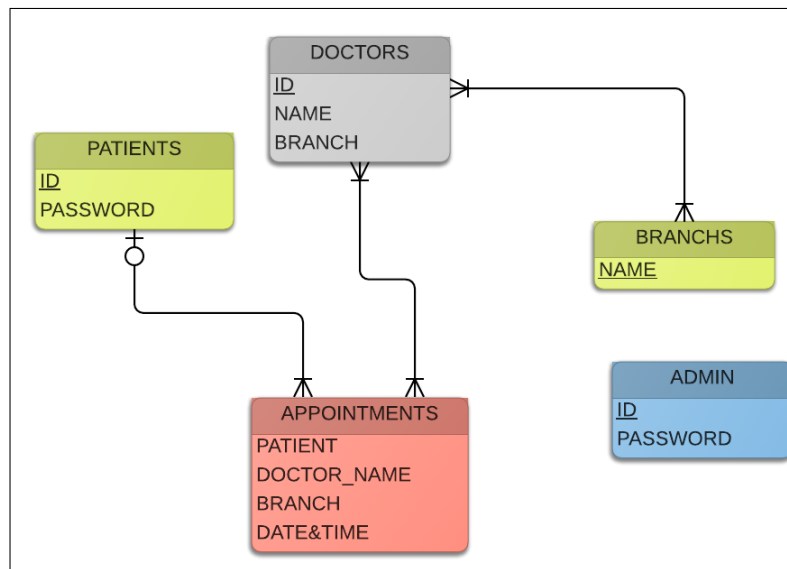 DOCTORS
ID
NAME
BRANCH
PATIENTS
ID
PASSWORD
BRANCHS
NAME
ADMIN
ID
PASSWORD
APPOINTMENTS
PATIENT
DOCTOR_NAME
BRANCH
DATE&TIME